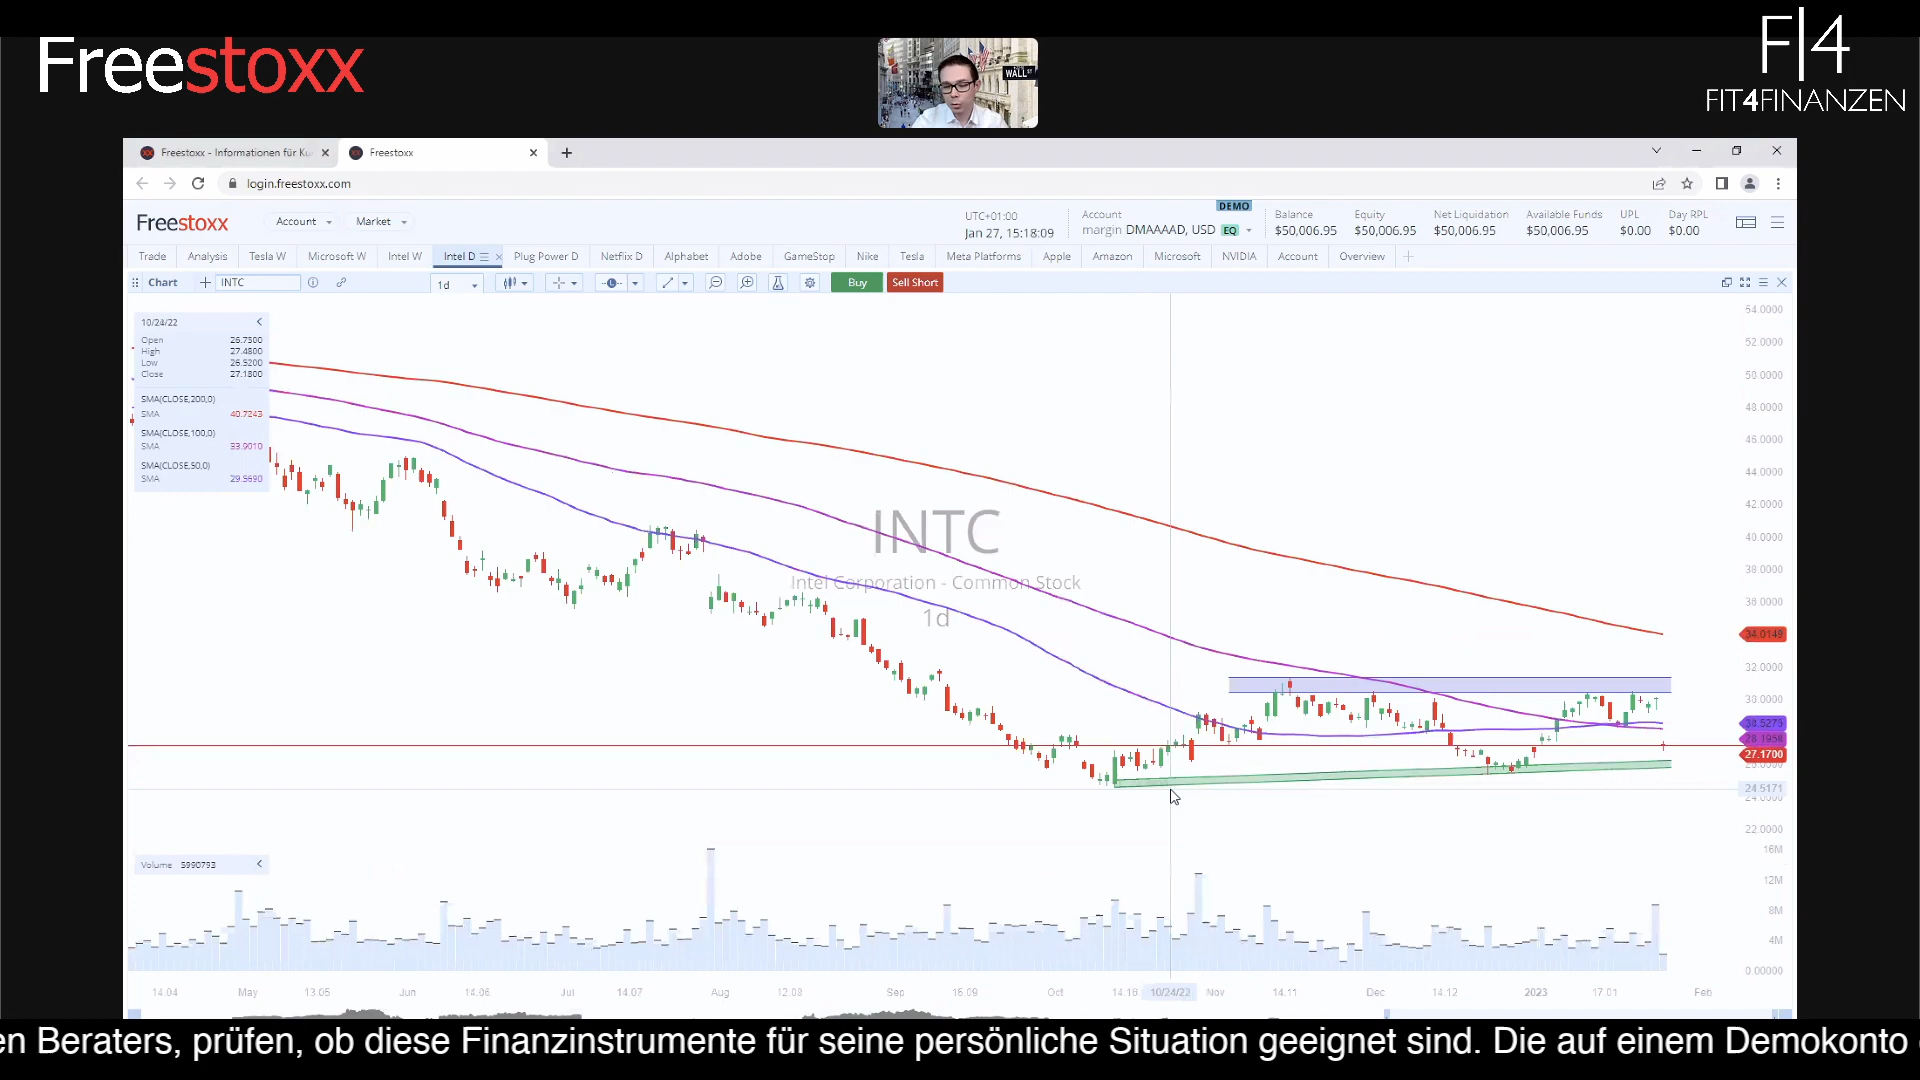 Freestoxx
F|4
FIT4FINANZEN
WALL ST
Freestoxx - Informationen für Ku
Freestoxx
login.freestoxx.com
Freestoxx
Account
Market
UTC+01:00
Jan 27, 15:18:09
Account
margin DMAAAAD, USD EQ
DEMO
Balance
$50,006.95
Equity
$50,006.95
Net Liquidation
$50,006.95
Available Funds
$50,006.95
UPL
$0.00
Day RPL
$0.00
Trade Analysis Tesla W Microsoft W Intel W Intel D Plug Power D Netflix D Alphabet Adobe GameStop Nike Tesla Meta Platforms Apple Amazon Microsoft NVIDIA Account Overview
Chart INTC 1d Buy Sell Short
10/24/22
Open 26.7300
High 27.4800
Low 26.5200
Close 27.1800
SMA(CLOSE,200,0)
SMA 40.7243
SMA(CLOSE,100,0)
SMA 33.9010
SMA(CLOSE,50,0)
SMA 29.5690
INTC
Intel Corporation - Common Stock
1d
54.0000
52.0000
50.0000
48.0000
46.0000
44.0000
42.0000
40.0000
38.0000
36.0000
34.0149
32.0000
28.1958
27.1700
24.5171
24.0000
22.0000
Volume 5990793
16M
12M
8M
4M
0.00000
14.04 May 13.05 Jun 14.06 Jul 14.07 Aug 12.08 Sep 16.09 Oct 14.10 10/24/22 Nov 14.11 Dec 14.12 2023 17.01 Feb
en Beraters, prüfen, ob diese Finanzinstrumente für seine persönliche Situation geeignet sind. Die auf einem Demokonto